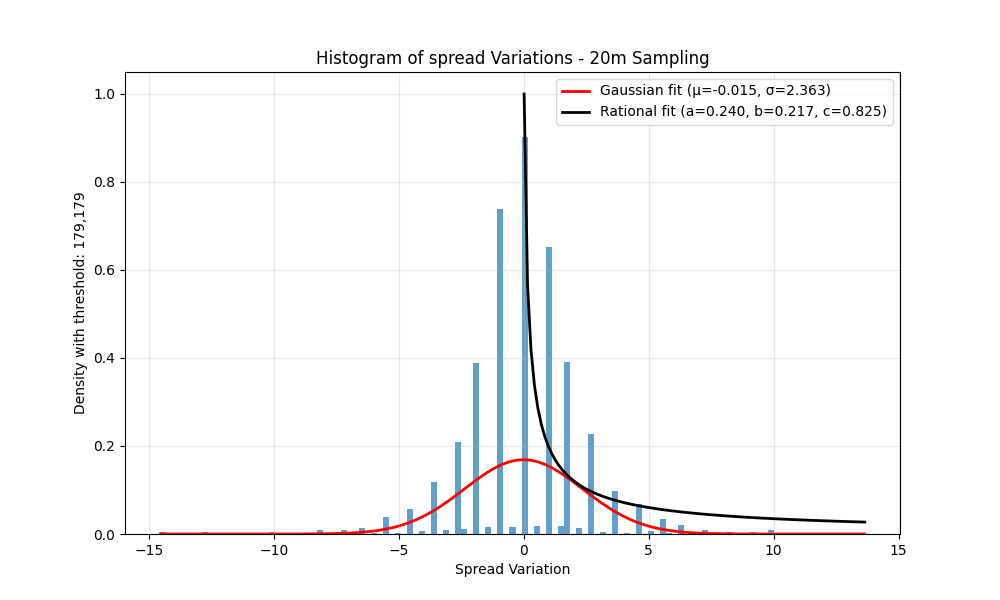 Histogram of spread Variations - 20m Sampling
Gaussian fit (μ=-0.015, σ=2.363)
Rational fit (a=0.240, b=0.217, c=0.825)
Density with threshold: 179,179
1.0
0.8
0.6
0.4
0.2
0.0
−15
−10
−5
0
5
10
15
Spread Variation